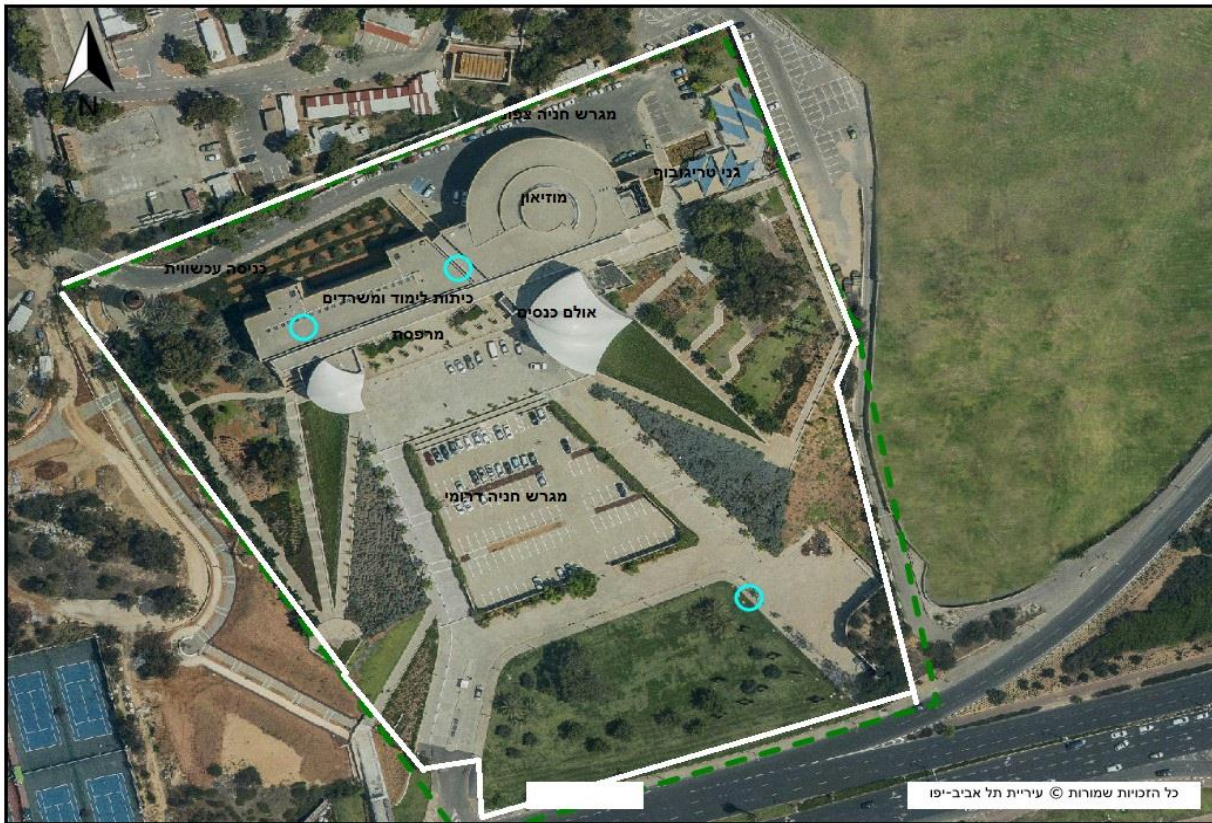 N
מגרש חניה צפו
גני טריגובוף
מוזיאון
כניסה עכשווית
כיתות לימוד ומשרדים
אולם כנסים
מרפסת
מגרש חניה דרומי
כל הזכויות שמורות © עיריית תל אביב-יפו